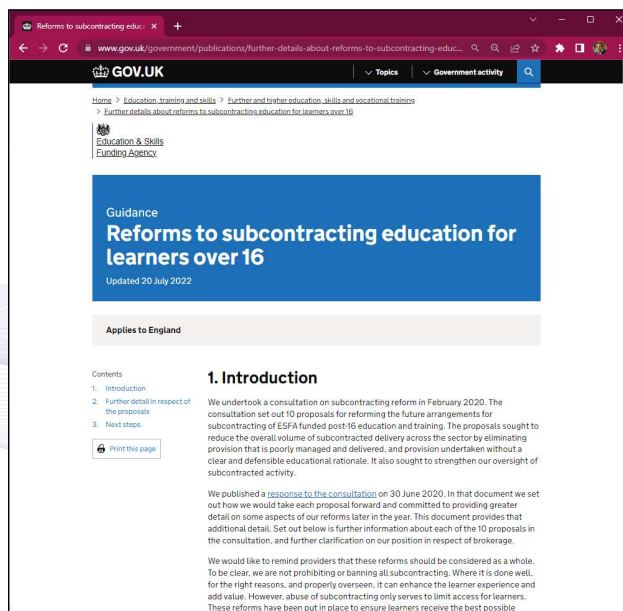 Reforms to subcontracting educa
www.gov.uk/government/publications/further-details-about-reforms-to-subcontracting-educ...
GOV.UK
Topics
Government activity
Home > Education, training and skills > Further and higher education, skills and vocational training
> Further details about reforms to subcontracting education for learners over 16
Education & Skills
Funding Agency
Guidance
Reforms to subcontracting education for
learners over 16
Updated 20 July 2022
Applies to England
Contents
1. Introduction
2. Further detail in respect of
the proposals
3. Next steps
Print this page
1. Introduction
We undertook a consultation on subcontracting reform in February 2020. The
consultation set out 10 proposals for reforming the future arrangements for
subcontracting of ESFA funded post-16 education and training. The proposals sought to
reduce the overall volume of subcontracted delivery across the sector by eliminating
provision that is poorly managed and delivered, and provision undertaken without a
clear and defensible educational rationale. It also sought to strengthen our oversight of
subcontracted activity.
We published a response to the consultation on 30 June 2020. In that document we set
out how we would take each proposal forward and committed to providing greater
detail on some aspects of our reforms later in the year. This document provides that
additional detail. Set out below is further information about each of the 10 proposals in
the consultation, and further clarification on our position in respect of brokerage.
We would like to remind providers that these reforms should be considered as a whole.
To be clear, we are not prohibiting or banning all subcontracting. Where it is done well,
for the right reasons, and properly overseen, it can enhance the learner experience and
add value. However, abuse of subcontracting only serves to limit access for learners.
These reforms have been put in place to ensure learners receive the best possible